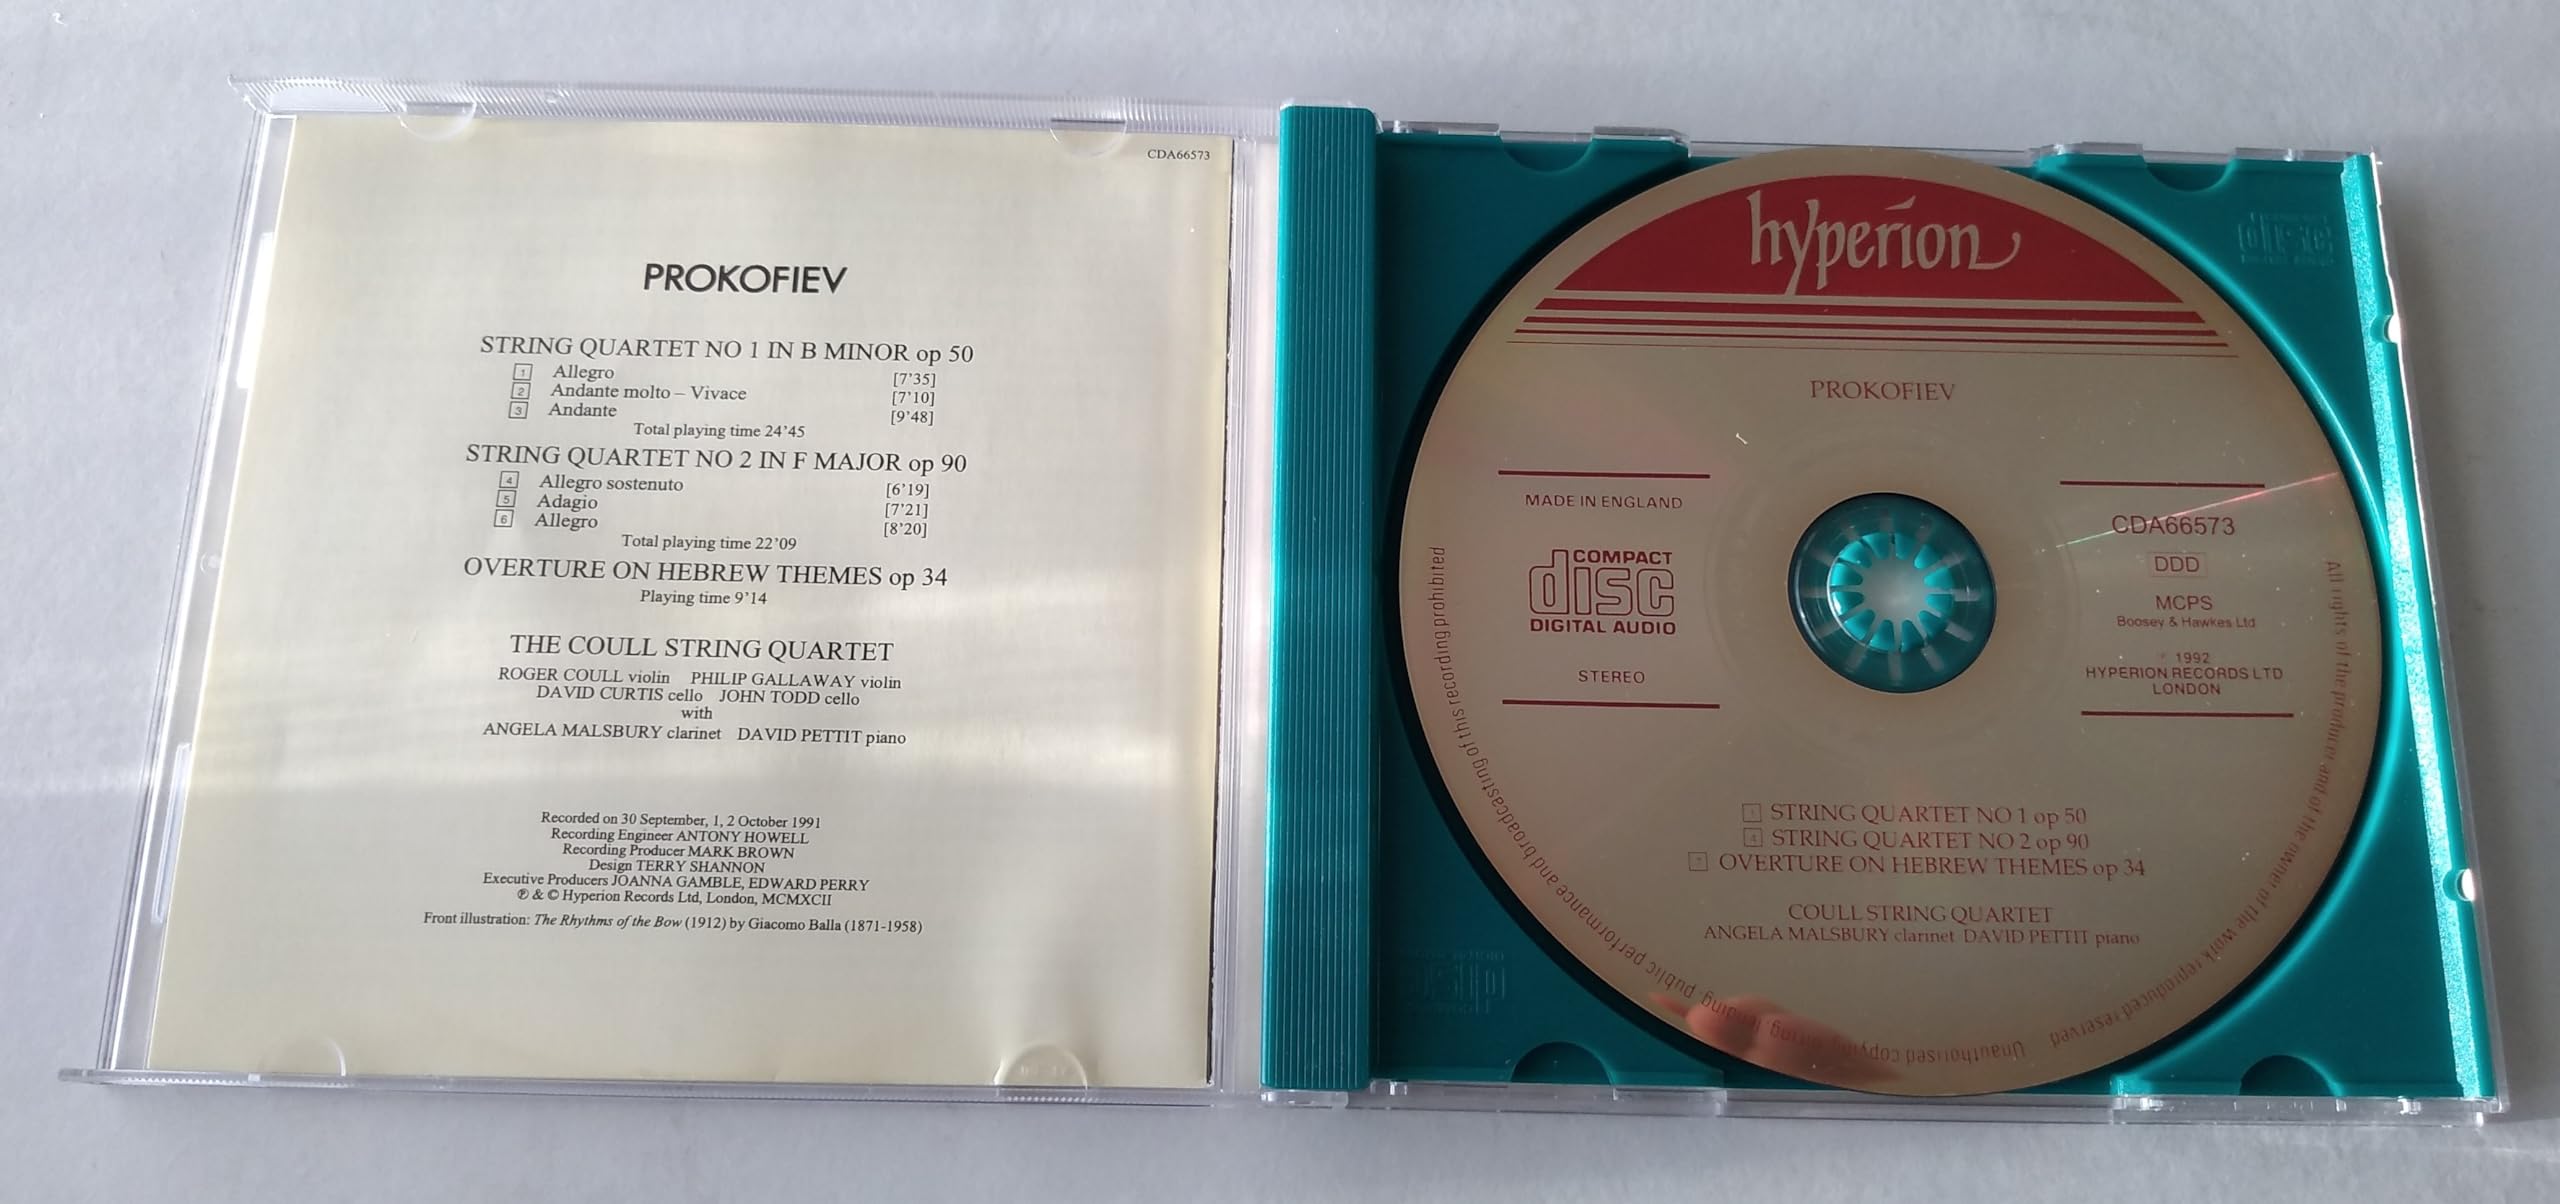 CDA66573
PROKOFIEV
STRING QUARTET NO 1 IN B MINOR op 50
1 Allegro [7'35]
2 Andante molto – Vivace [7'10]
3 Andante [9'48]
Total playing time 24'45
STRING QUARTET NO 2 IN F MAJOR op 90
4 Allegro sostenuto [6'19]
5 Adagio [7'21]
6 Allegro [8'20]
Total playing time 22'09
OVERTURE ON HEBREW THEMES op 34
Playing time 9'14
THE COULL STRING QUARTET
ROGER COULL violin PHILIP GALLAWAY violin
DAVID CURTIS cello JOHN TODD cello
with
ANGELA MALSBURY clarinet DAVID PETTIT piano
Recorded on 30 September, 1, 2 October 1991
Recording Engineer ANTONY HOWELL
Recording Producer MARK BROWN
Design TERRY SHANNON
Executive Producers JOANNA GAMBLE, EDWARD PERRY
℗ & © Hyperion Records Ltd, London, MCMXCII
Front illustration: The Rhythms of the Bow (1912) by Giacomo Balla (1871-1958)
hyperion
PROKOFIEV
MADE IN ENGLAND
COMPACT
disc
DIGITAL AUDIO
STEREO
CDA66573
DDD
MCPS
Boosey & Hawkes Ltd
1992
HYPERION RECORDS LTD
LONDON
1 STRING QUARTET NO 1 op 50
4 STRING QUARTET NO 2 op 90
7 OVERTURE ON HEBREW THEMES op 34
COULL STRING QUARTET
ANGELA MALSBURY clarinet DAVID PETTIT piano
All rights of the producer and of the owner of the work reproduced reserved
Unauthorised copying, hiring, lending, public performance and broadcasting of this recording prohibited
disc